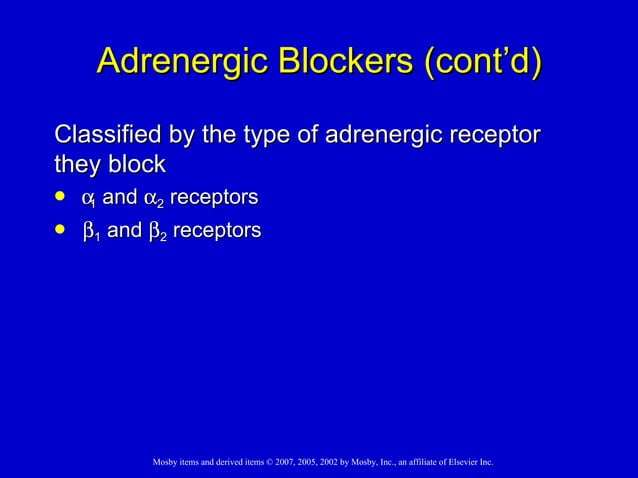 Adrenergic Blockers (cont’d)
Classified by the type of adrenergic receptor
they block
• α1 and α2 receptors
• β1 and β2 receptors
Mosby items and derived items © 2007, 2005, 2002 by Mosby, Inc., an affiliate of Elsevier Inc.